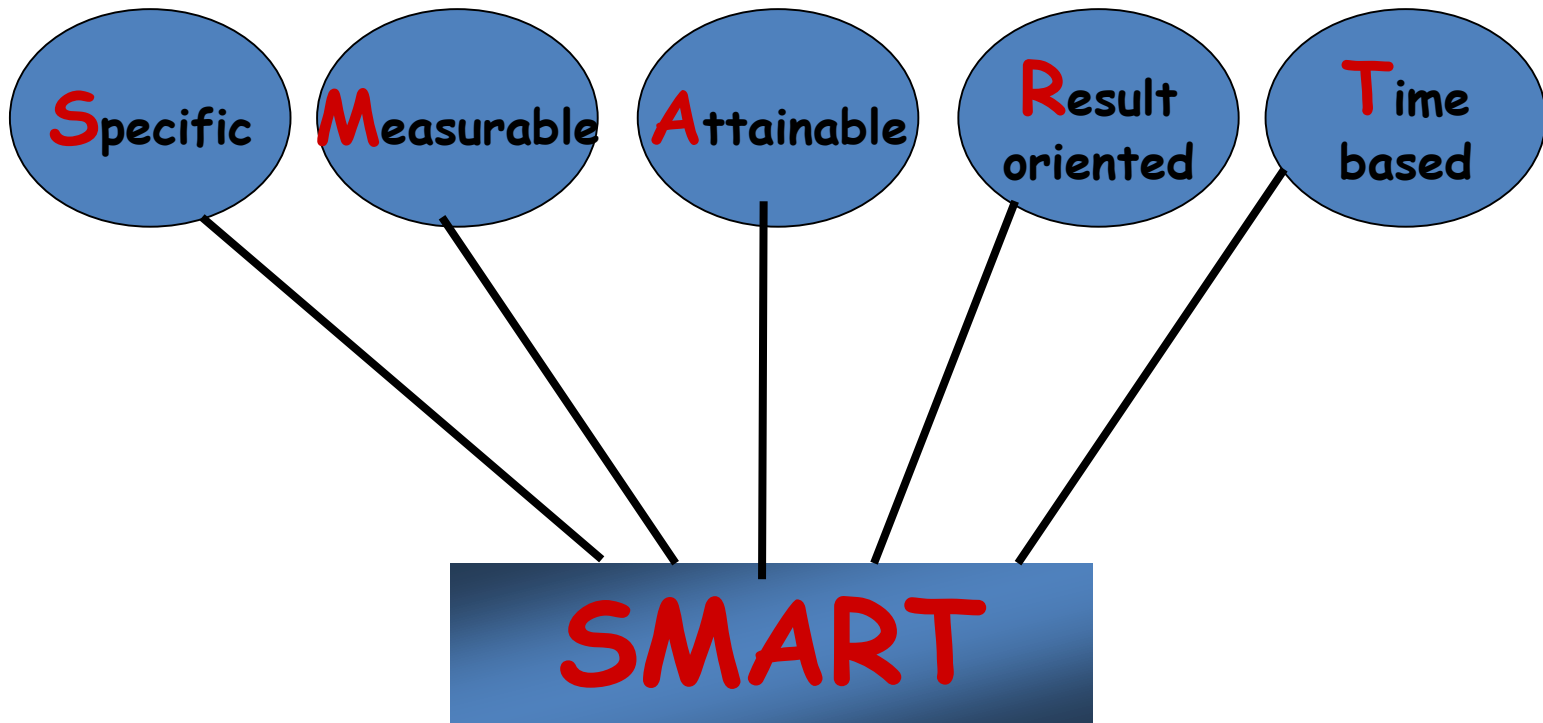 Specific
Measurable
Attainable
Result
oriented
Time
based
SMART